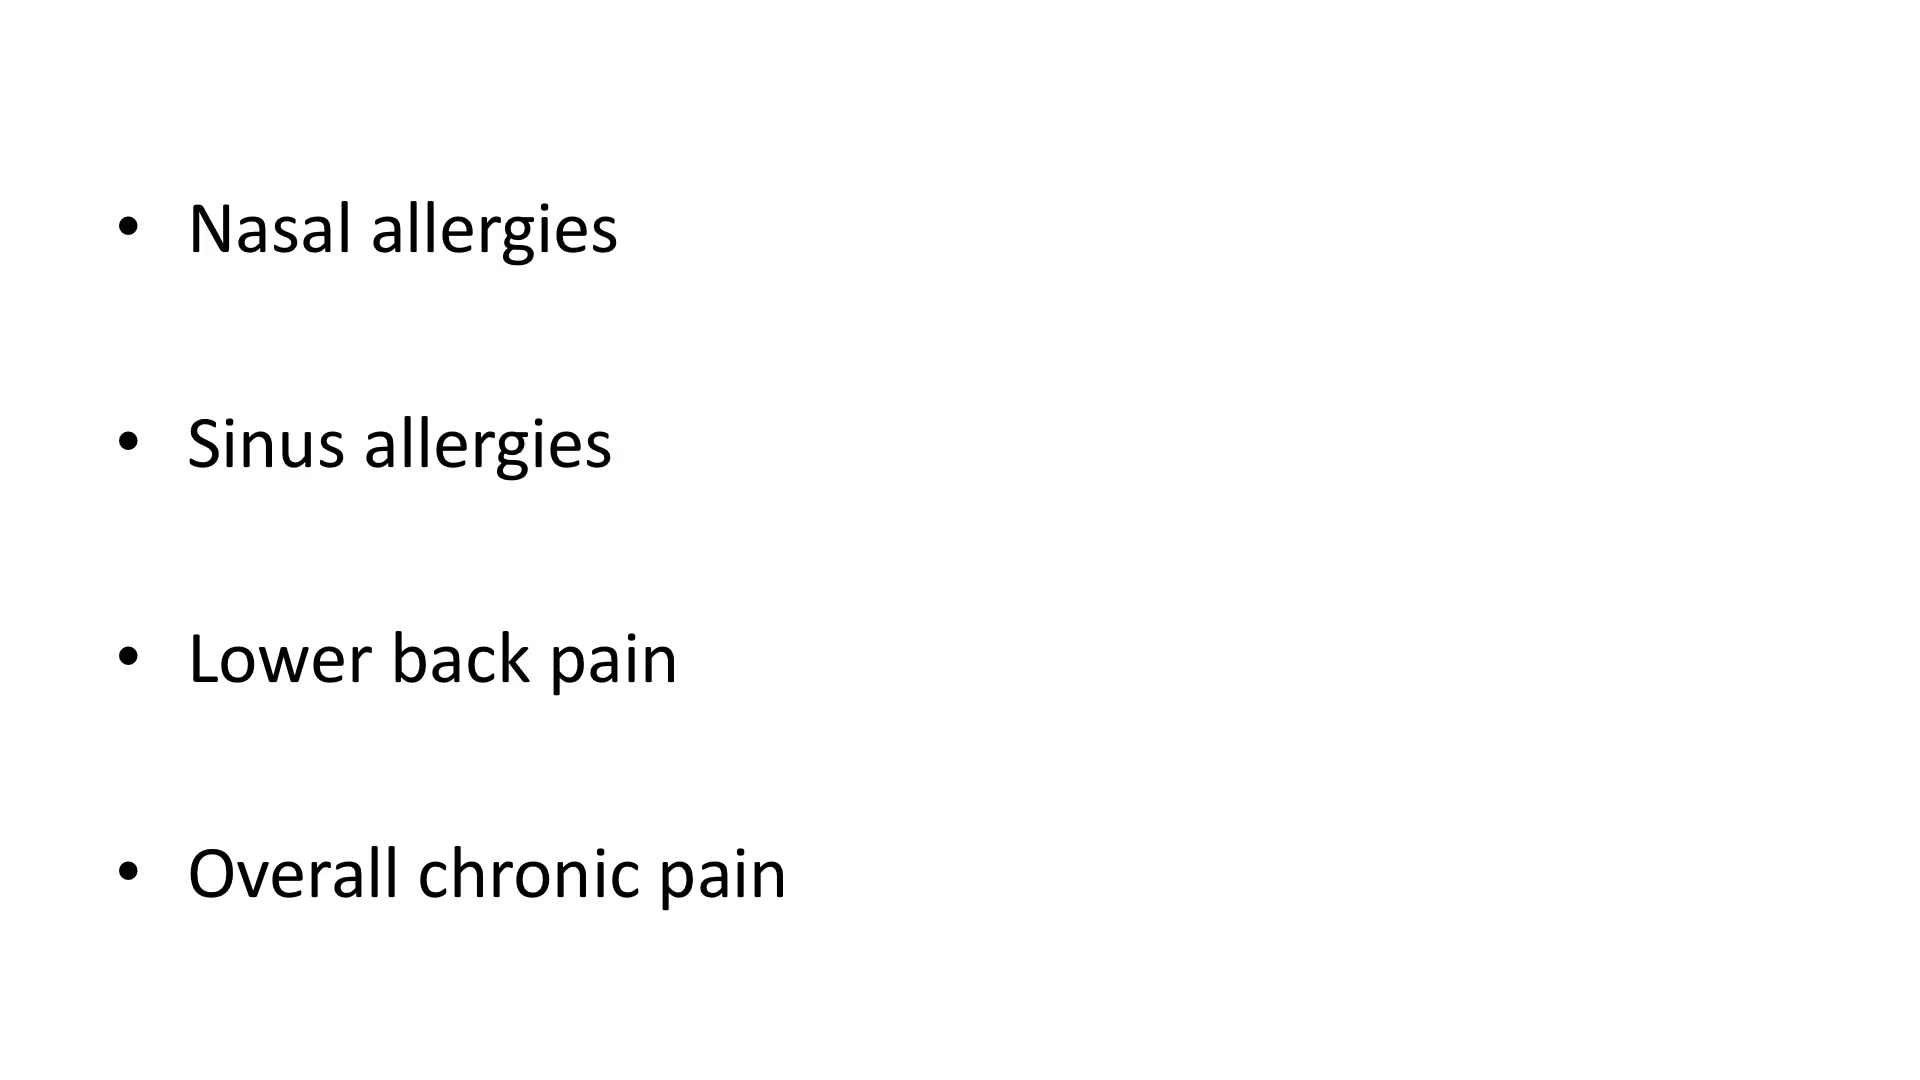 • Nasal allergies
• Sinus allergies
• Lower back pain
• Overall chronic pain